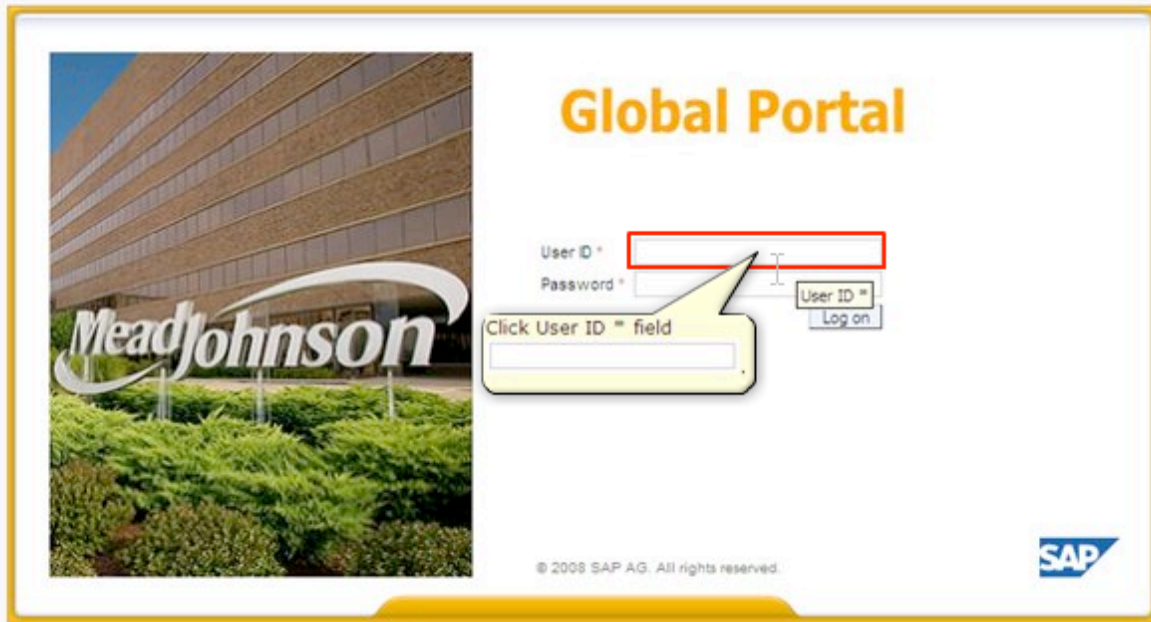 Global Portal
MeadJohnson
User ID *
Password *
User ID *
Log on
Click User ID * field
.
© 2008 SAP AG. All rights reserved.
SAP